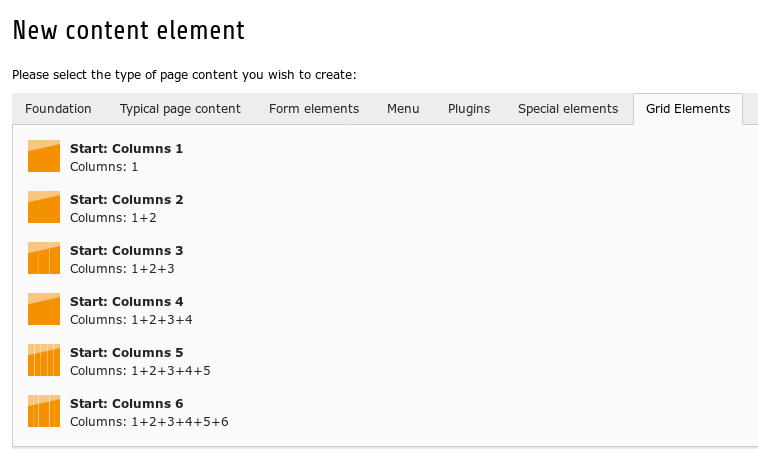 New content element
Please select the type of page content you wish to create:
Foundation Typical page content Form elements Menu Plugins Special elements Grid Elements
Start: Columns 1
Columns: 1
Start: Columns 2
Columns: 1+2
Start: Columns 3
Columns: 1+2+3
Start: Columns 4
Columns: 1+2+3+4
Start: Columns 5
Columns: 1+2+3+4+5
Start: Columns 6
Columns: 1+2+3+4+5+6